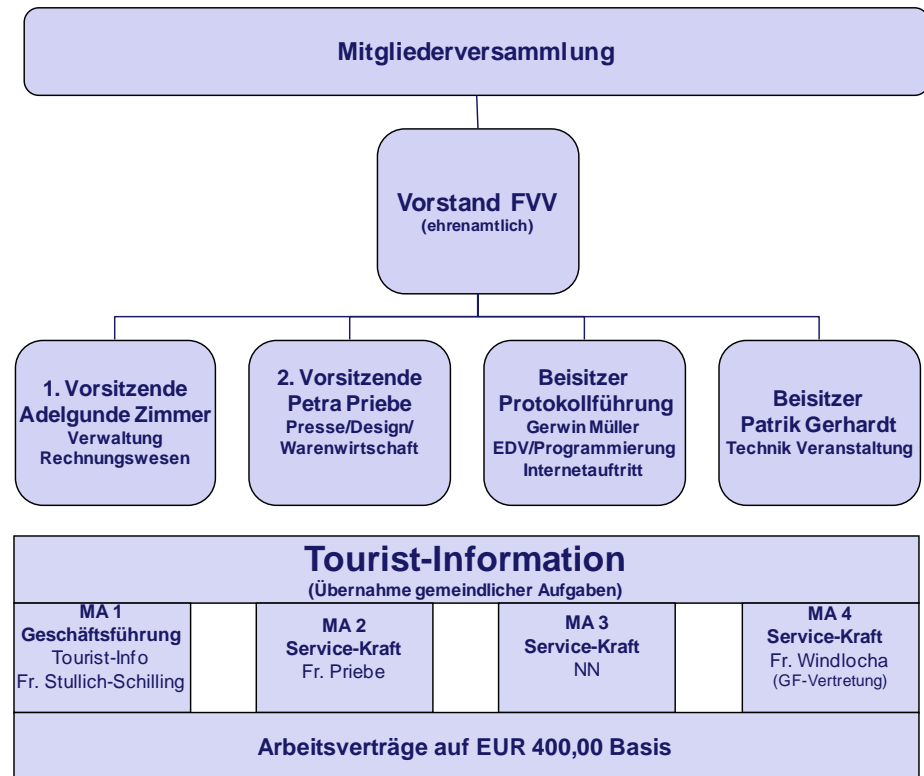 Mitgliederversammlung
Vorstand FVV
(ehrenamtlich)
1. Vorsitzende
Adelgunde Zimmer
Verwaltung
Rechnungswesen
2. Vorsitzende
Petra Priebe
Presse/Design/
Warenwirtschaft
Beisitzer
Protokollführung
Gerwin Müller
EDV/Programmierung
Internetauftritt
Beisitzer
Patrik Gerhardt
Technik Veranstaltung
Tourist-Information
(Übernahme gemeindlicher Aufgaben)
MA 1
Geschäftsführung
Tourist-Info
Fr. Stullich-Schilling
MA 2
Service-Kraft
Fr. Priebe
MA 3
Service-Kraft
NN
MA 4
Service-Kraft
Fr. Windlocha
(GF-Vertretung)
Arbeitsverträge auf EUR 400,00 Basis